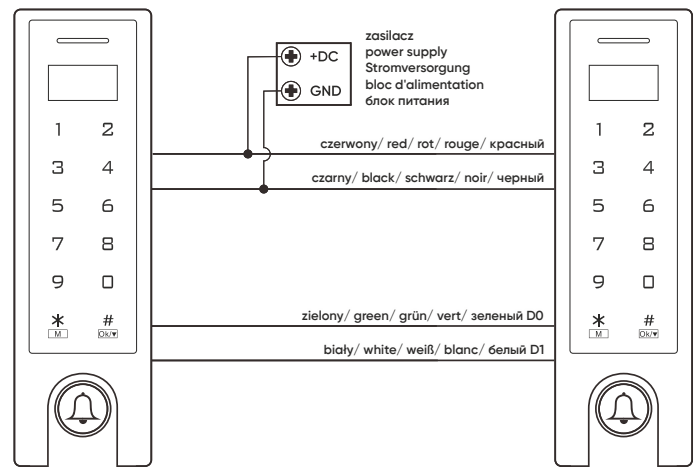 zasilacz
power supply
Stromversorgung
bloc d'alimentation
блок питания
+DC
GND
czerwony/ red/ rot/ rouge/ красный
czarny/ black/ schwarz/ noir/ черный
zielony/ green/ grün/ vert/ зеленый D0
biały/ white/ weiß/ blanc/ белый D1
1 2
3 4
5 6
7 8
9 0
* #
M Ok/▼
1 2
3 4
5 6
7 8
9 0
* #
M Ok/▼